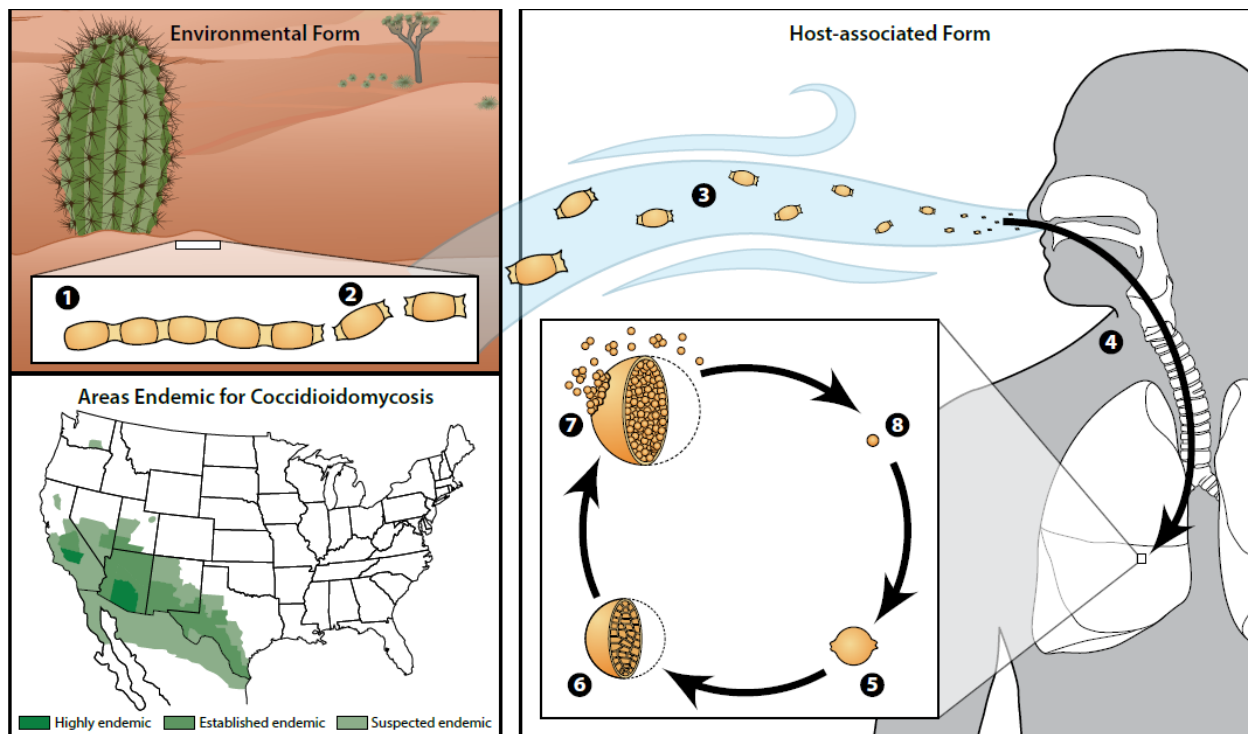 Environmental Form
1
2
Areas Endemic for Coccidioidomycosis
Highly endemic
Established endemic
Suspected endemic
Host-associated Form
3
4
7
8
6
5